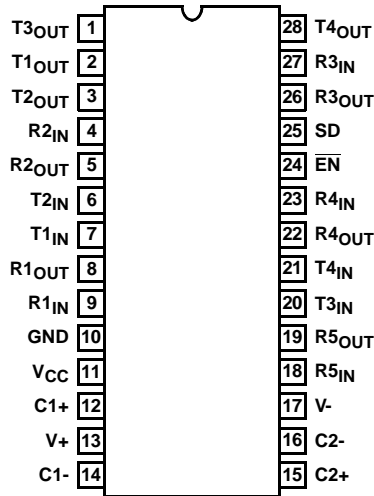 T3OUT 1 28 T4OUT
T1OUT 2 27 R3IN
T2OUT 3 26 R3OUT
R2IN 4 25 SD
R2OUT 5 24 E̅N̅
T2IN 6 23 R4IN
T1IN 7 22 R4OUT
R1OUT 8 21 T4IN
R1IN 9 20 T3IN
GND 10 19 R5OUT
VCC 11 18 R5IN
C1+ 12 17 V-
V+ 13 16 C2-
C1- 14 15 C2+